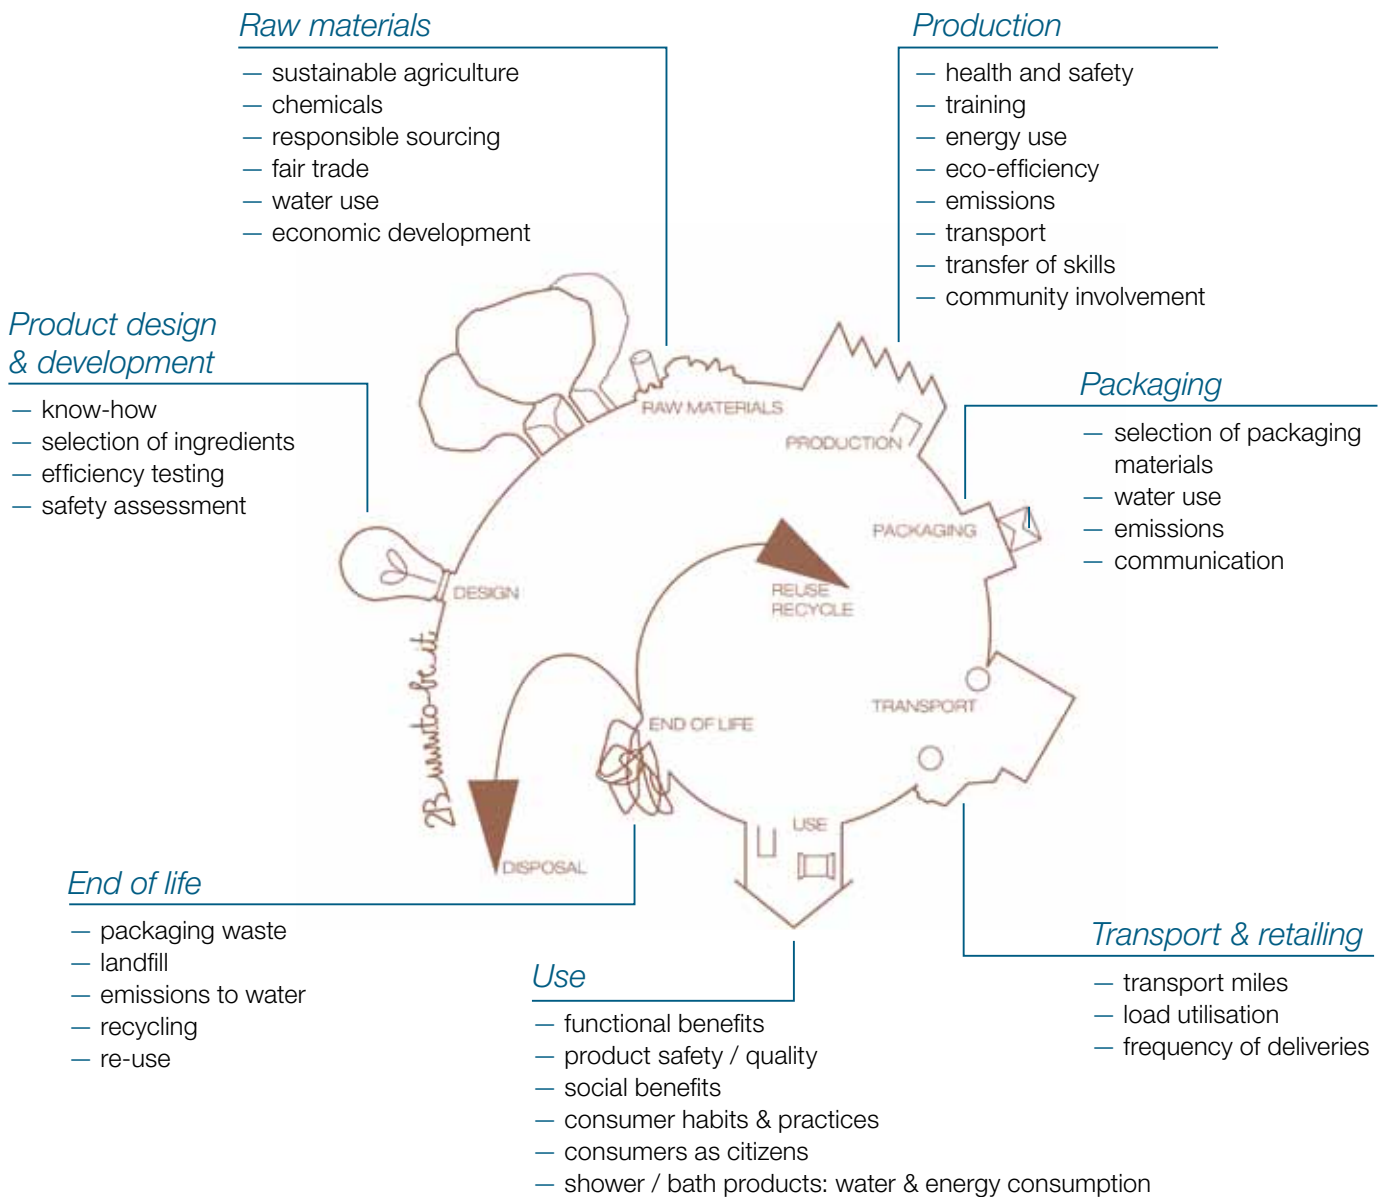 Raw materials
— sustainable agriculture
— chemicals
— responsible sourcing
— fair trade
— water use
— economic development
Production
— health and safety
— training
— energy use
— eco-efficiency
— emissions
— transport
— transfer of skills
— community involvement
Product design
& development
— know-how
— selection of ingredients
— efficiency testing
— safety assessment
Packaging
— selection of packaging
materials
— water use
— emissions
— communication
RAW MATERIALS
PRODUCTION
PACKAGING
DESIGN
REUSE
RECYCLE
TRANSPORT
END OF LIFE
USE
DISPOSAL
End of life
— packaging waste
— landfill
— emissions to water
— recycling
— re-use
Use
— functional benefits
— product safety / quality
— social benefits
— consumer habits & practices
— consumers as citizens
— shower / bath products: water & energy consumption
Transport & retailing
— transport miles
— load utilisation
— frequency of deliveries